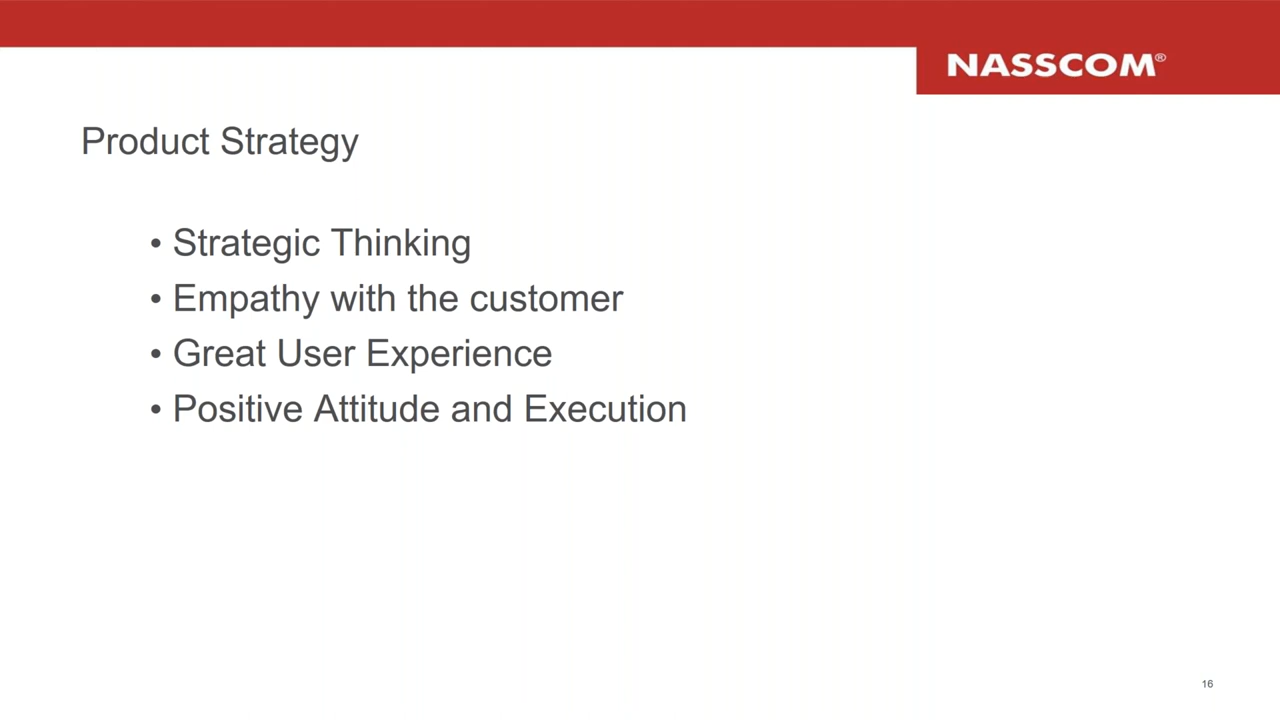 NASSCOM®
Product Strategy
• Strategic Thinking
• Empathy with the customer
• Great User Experience
• Positive Attitude and Execution
16